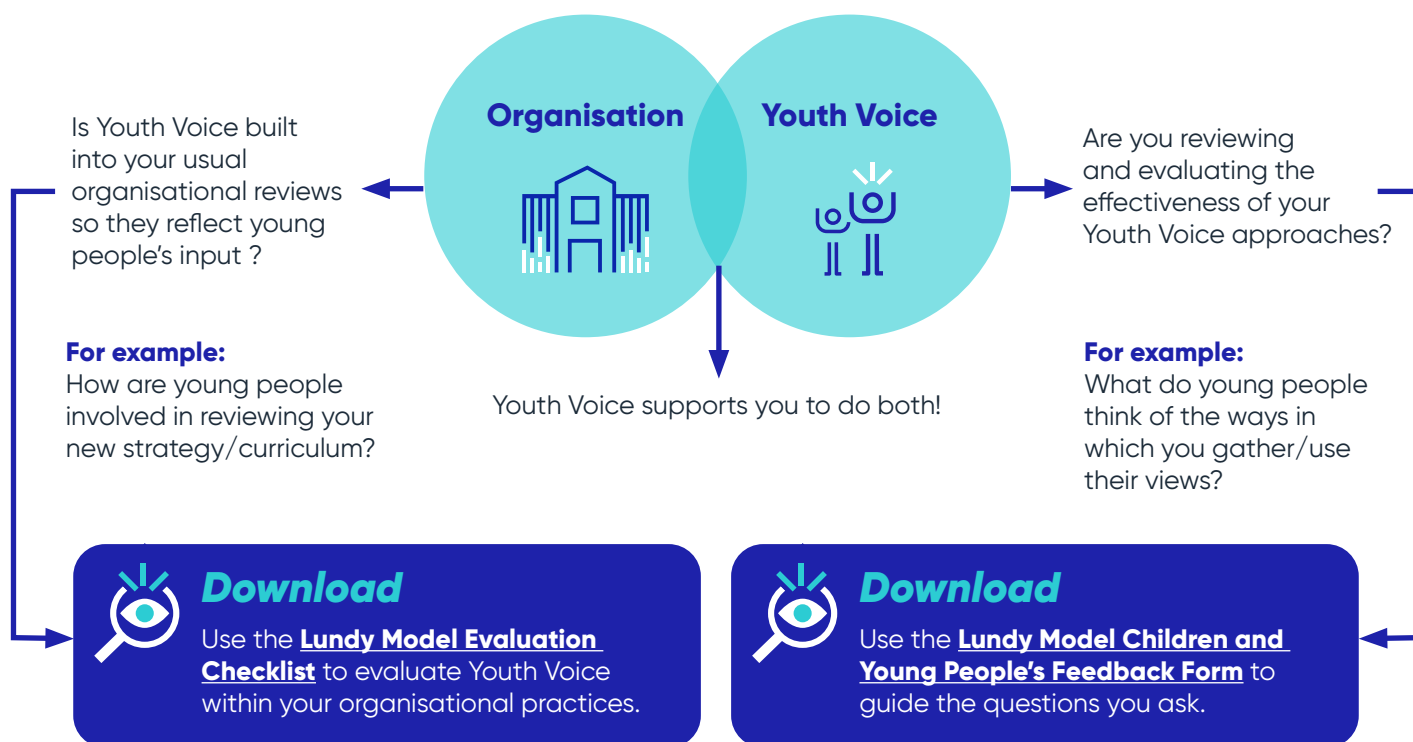 Organisation
Youth Voice
Is Youth Voice built
into your usual
organisational reviews
so they reflect young
people’s input ?
Are you reviewing
and evaluating the
effectiveness of your
Youth Voice approaches?
For example:
How are young people
involved in reviewing your
new strategy/curriculum?
Youth Voice supports you to do both!
For example:
What do young people
think of the ways in
which you gather/use
their views?
Download
Use the Lundy Model Evaluation
Checklist to evaluate Youth Voice
within your organisational practices.
Download
Use the Lundy Model Children and
Young People’s Feedback Form to
guide the questions you ask.